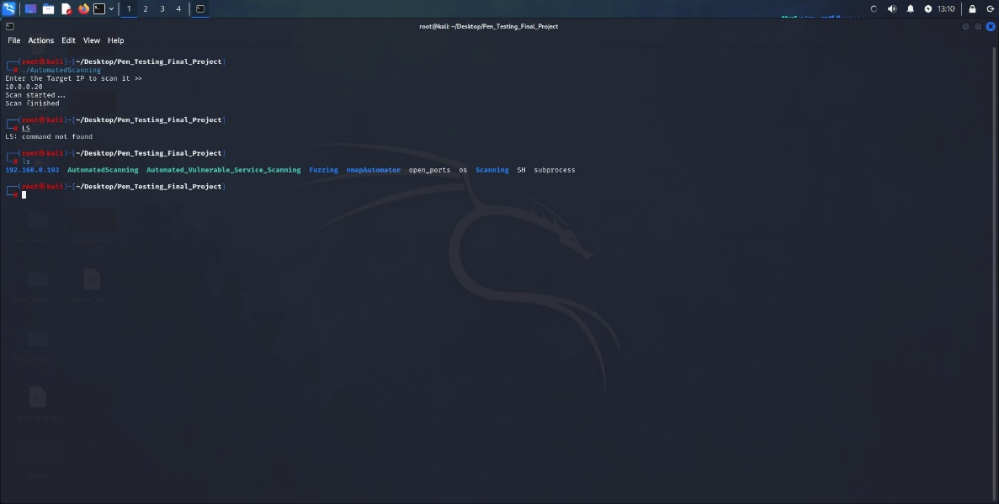 1 2 3 4
13:10
root@kali: ~/Desktop/Pen_Testing_Final_Project
File Actions Edit View Help
┌──(root㉿kali)-[~/Desktop/Pen_Testing_Final_Project]
└─# ./AutomatedScanning
Enter the Target IP to scan it >>
10.0.0.20
Scan started...
Scan finished
┌──(root㉿kali)-[~/Desktop/Pen_Testing_Final_Project]
└─# LS
LS: command not found
┌──(root㉿kali)-[~/Desktop/Pen_Testing_Final_Project]
└─# ls
192.168.0.193 AutomatedScanning Automated_Vulnerable_Service_Scanning Fuzzing nmapAutomator open_ports os Scanning SH subprocess
┌──(root㉿kali)-[~/Desktop/Pen_Testing_Final_Project]
└─#